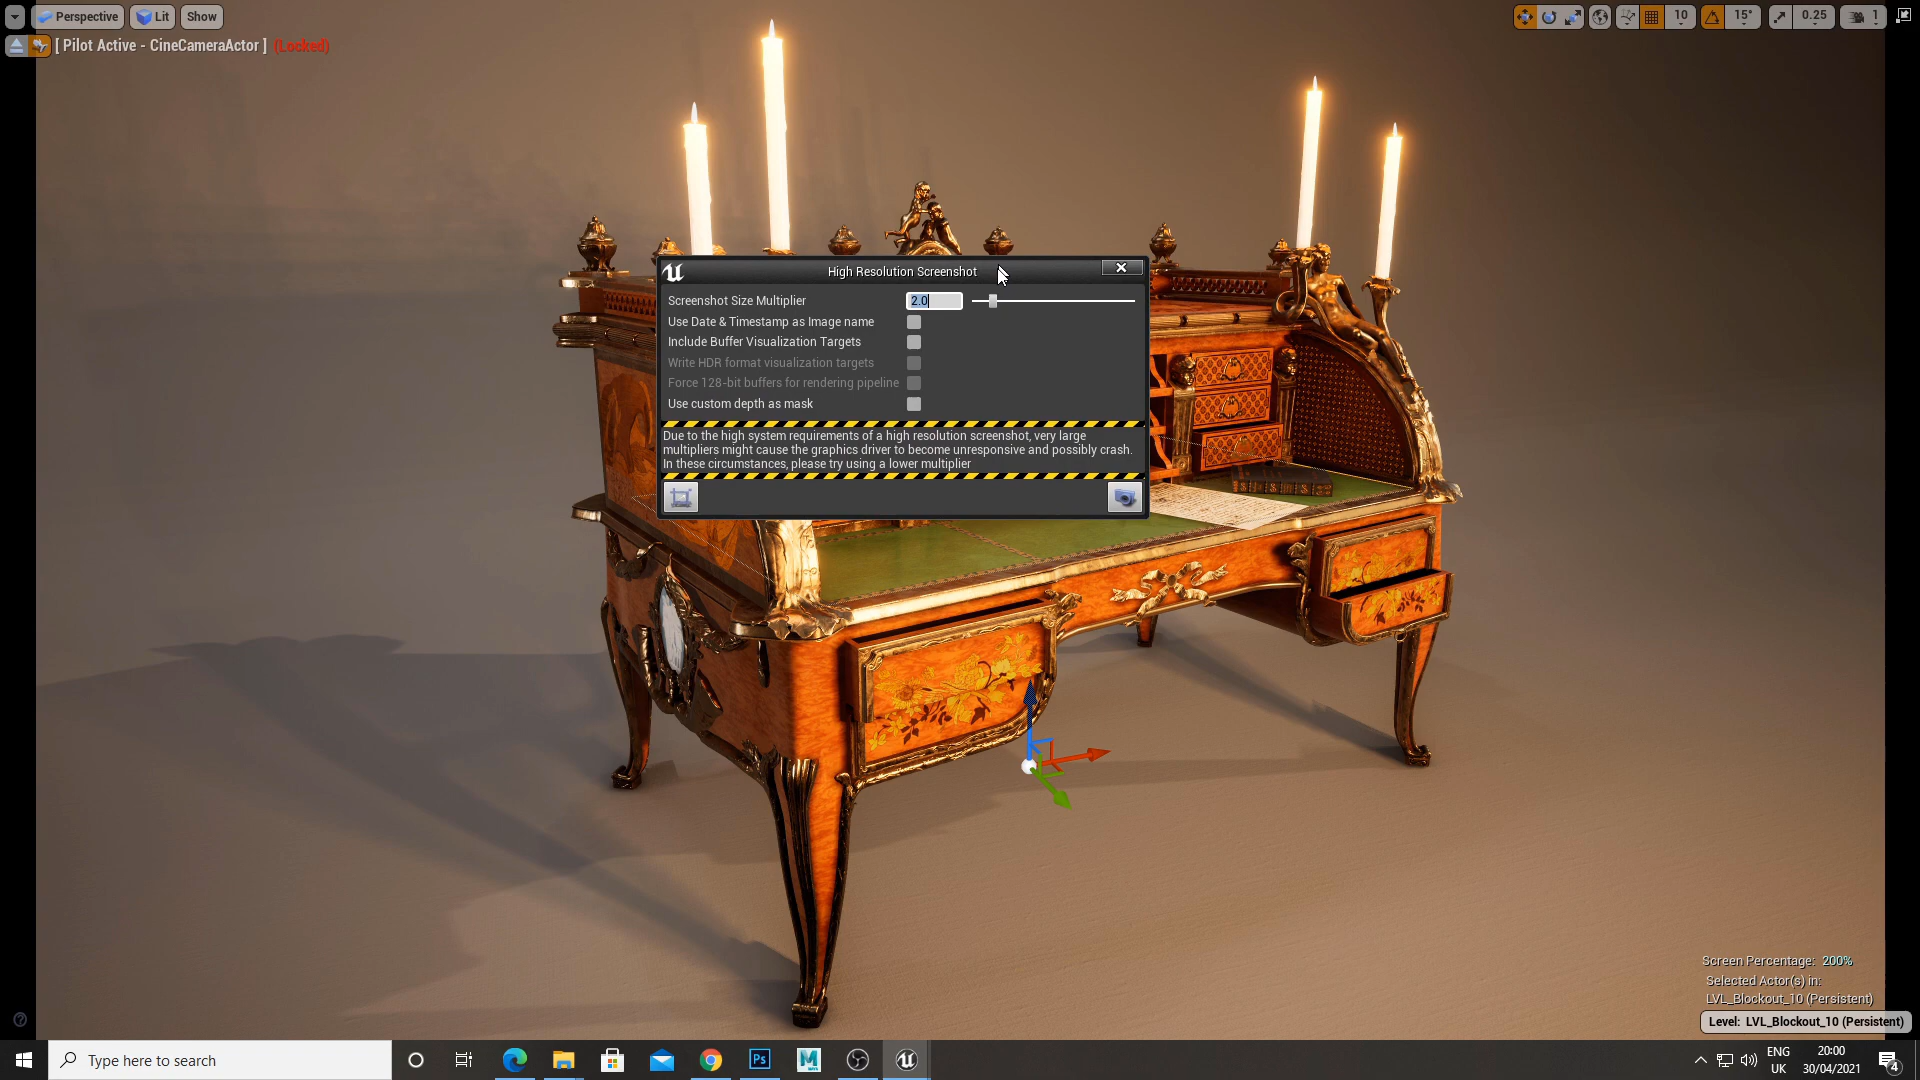 Perspective
Lit
Show
10
15°
0.25
1
[ Pilot Active - CineCameraActor ] (Locked)
High Resolution Screenshot
Screenshot Size Multiplier
2.0
Use Date & Timestamp as Image name
Include Buffer Visualization Targets
Write HDR format visualization targets
Force 128-bit buffers for rendering pipeline
Use custom depth as mask
Due to the high system requirements of a high resolution screenshot, very large
multipliers might cause the graphics driver to become unresponsive and possibly crash.
In these circumstances, please try using a lower multiplier
Screen Percentage: 200%
Selected Actor(s) in:
LVL_Blockout_10 (Persistent)
Level: LVL_Blockout_10 (Persistent)
Type here to search
Ps
M
ENG
UK
20:00
30/04/2021
4